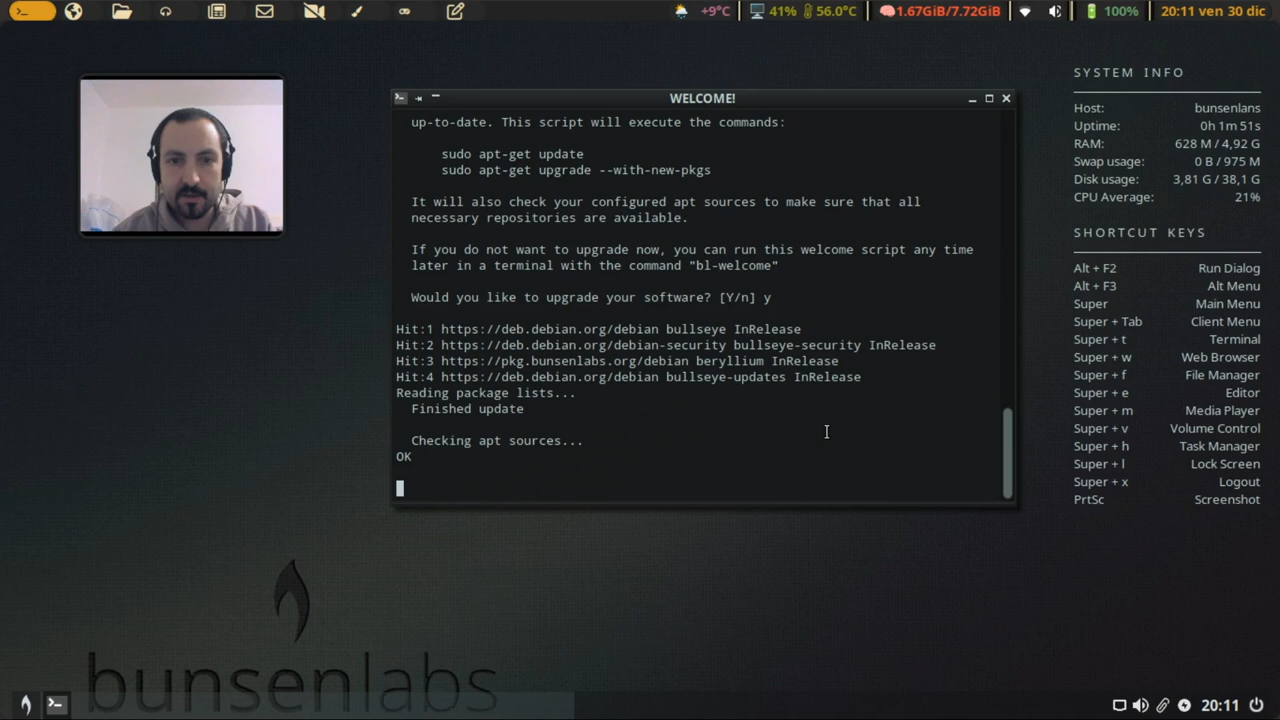 +9°C 41% 56.0°C 1.67GiB/7.72GiB 100% 20:11 ven 30 dic
WELCOME!
up-to-date. This script will execute the commands:
sudo apt-get update
sudo apt-get upgrade --with-new-pkgs
It will also check your configured apt sources to make sure that all
necessary repositories are available.
If you do not want to upgrade now, you can run this welcome script any time
later in a terminal with the command "bl-welcome"
Would you like to upgrade your software? [Y/n] y
Hit:1 https://deb.debian.org/debian bullseye InRelease
Hit:2 https://deb.debian.org/debian-security bullseye-security InRelease
Hit:3 https://pkg.bunsenlabs.org/debian beryllium InRelease
Hit:4 https://deb.debian.org/debian bullseye-updates InRelease
Reading package lists...
Finished update
Checking apt sources...
OK
SYSTEM INFO
Host: bunsenlans
Uptime: 0h 1m 51s
RAM: 628 M / 4,92 G
Swap usage: 0 B / 975 M
Disk usage: 3,81 G / 38,1 G
CPU Average: 21%
SHORTCUT KEYS
Alt + F2 Run Dialog
Alt + F3 Alt Menu
Super Main Menu
Super + Tab Client Menu
Super + t Terminal
Super + w Web Browser
Super + f File Manager
Super + e Editor
Super + m Media Player
Super + v Volume Control
Super + h Task Manager
Super + l Lock Screen
Super + x Logout
PrtSc Screenshot
bunsenlabs
20:11